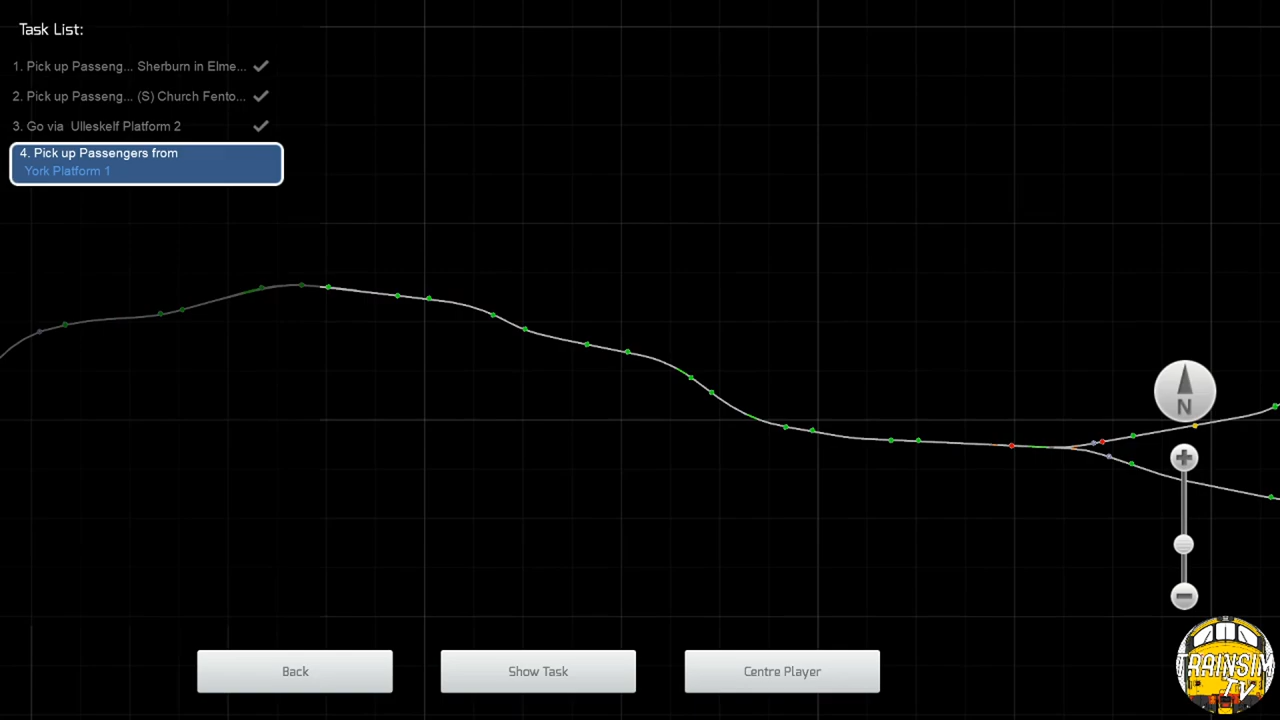 Task List:
1. Pick up Passeng... Sherburn in Elme...
2. Pick up Passeng... (S) Church Fento...
3. Go via Ulleskelf Platform 2
4. Pick up Passengers from
York Platform 1
N
Back
Show Task
Centre Player
TRAINSIM
TV